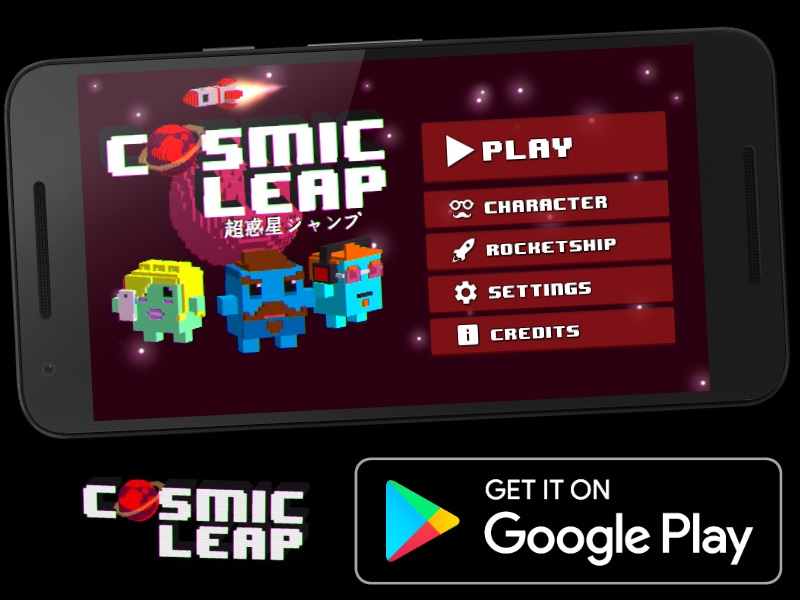 COSMIC
LEAP
超惑星ジャンプ
PLAY
CHARACTER
ROCKETSHIP
SETTINGS
CREDITS
COSMIC
LEAP
GET IT ON
Google Play